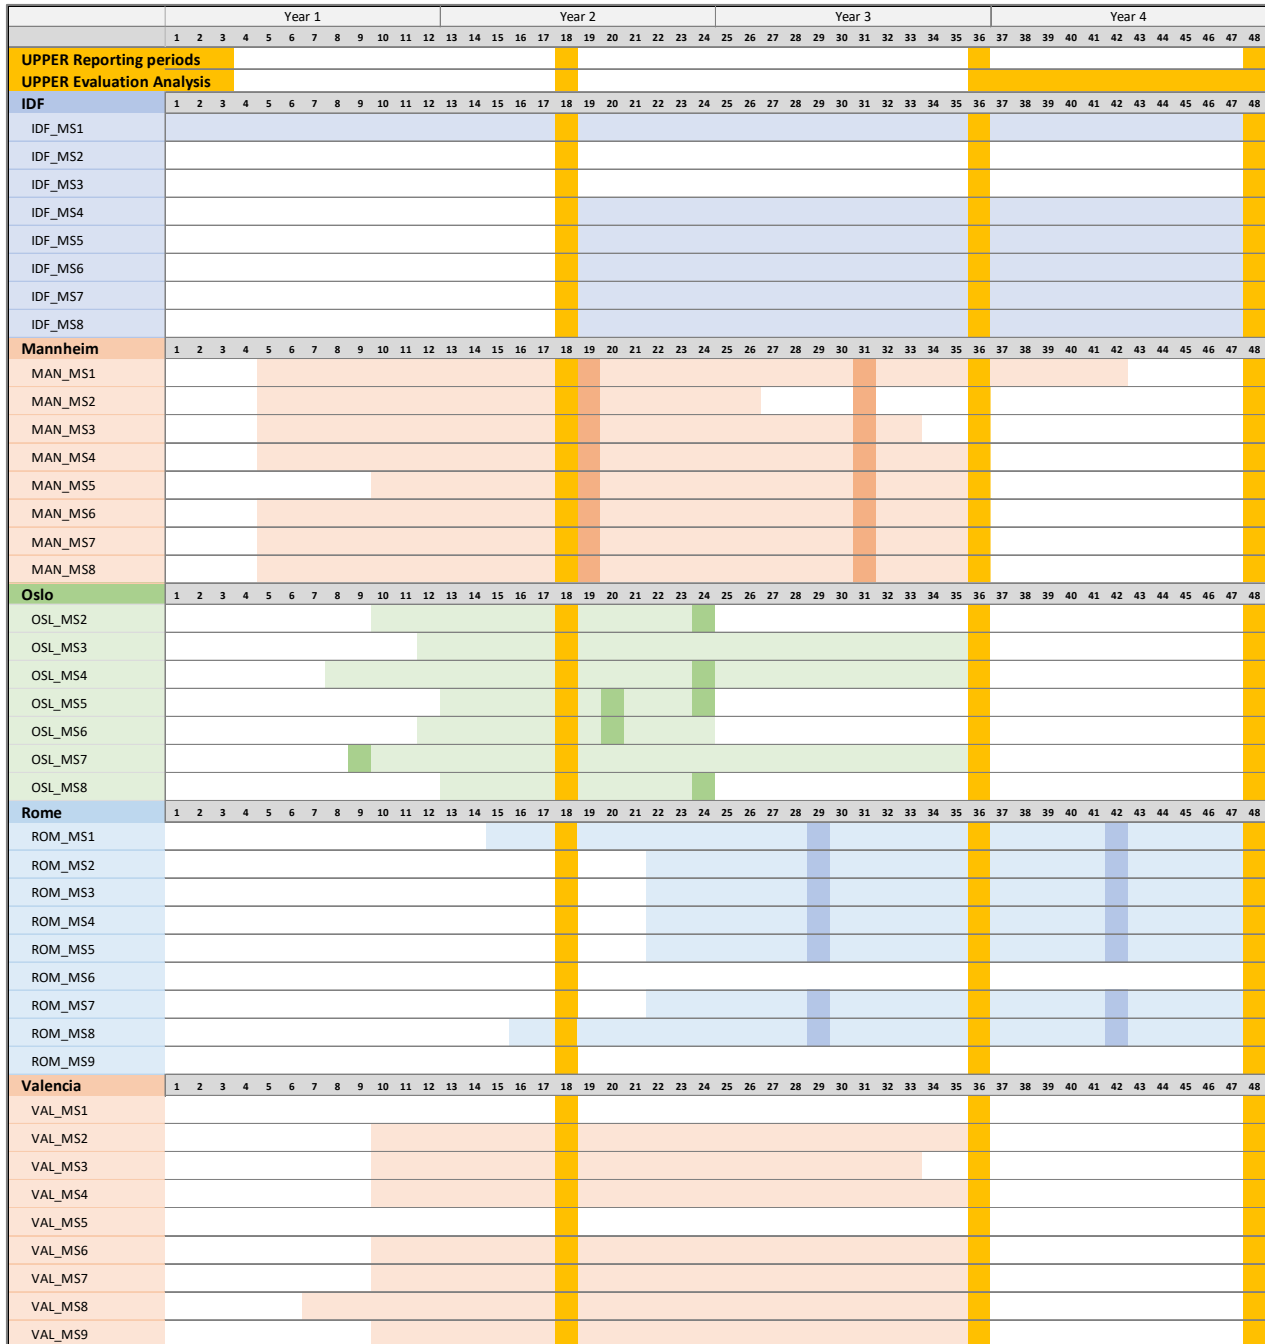 Year 1 Year 2 Year 3 Year 4
1 2 3 4 5 6 7 8 9 10 11 12 13 14 15 16 17 18 19 20 21 22 23 24 25 26 27 28 29 30 31 32 33 34 35 36 37 38 39 40 41 42 43 44 45 46 47 48
UPPER Reporting periods
UPPER Evaluation Analysis
IDF 1 2 3 4 5 6 7 8 9 10 11 12 13 14 15 16 17 18 19 20 21 22 23 24 25 26 27 28 29 30 31 32 33 34 35 36 37 38 39 40 41 42 43 44 45 46 47 48
IDF_MS1
IDF_MS2
IDF_MS3
IDF_MS4
IDF_MS5
IDF_MS6
IDF_MS7
IDF_MS8
Mannheim 1 2 3 4 5 6 7 8 9 10 11 12 13 14 15 16 17 18 19 20 21 22 23 24 25 26 27 28 29 30 31 32 33 34 35 36 37 38 39 40 41 42 43 44 45 46 47 48
MAN_MS1
MAN_MS2
MAN_MS3
MAN_MS4
MAN_MS5
MAN_MS6
MAN_MS7
MAN_MS8
Oslo 1 2 3 4 5 6 7 8 9 10 11 12 13 14 15 16 17 18 19 20 21 22 23 24 25 26 27 28 29 30 31 32 33 34 35 36 37 38 39 40 41 42 43 44 45 46 47 48
OSL_MS2
OSL_MS3
OSL_MS4
OSL_MS5
OSL_MS6
OSL_MS7
OSL_MS8
Rome 1 2 3 4 5 6 7 8 9 10 11 12 13 14 15 16 17 18 19 20 21 22 23 24 25 26 27 28 29 30 31 32 33 34 35 36 37 38 39 40 41 42 43 44 45 46 47 48
ROM_MS1
ROM_MS2
ROM_MS3
ROM_MS4
ROM_MS5
ROM_MS6
ROM_MS7
ROM_MS8
ROM_MS9
Valencia 1 2 3 4 5 6 7 8 9 10 11 12 13 14 15 16 17 18 19 20 21 22 23 24 25 26 27 28 29 30 31 32 33 34 35 36 37 38 39 40 41 42 43 44 45 46 47 48
VAL_MS1
VAL_MS2
VAL_MS3
VAL_MS4
VAL_MS5
VAL_MS6
VAL_MS7
VAL_MS8
VAL_MS9